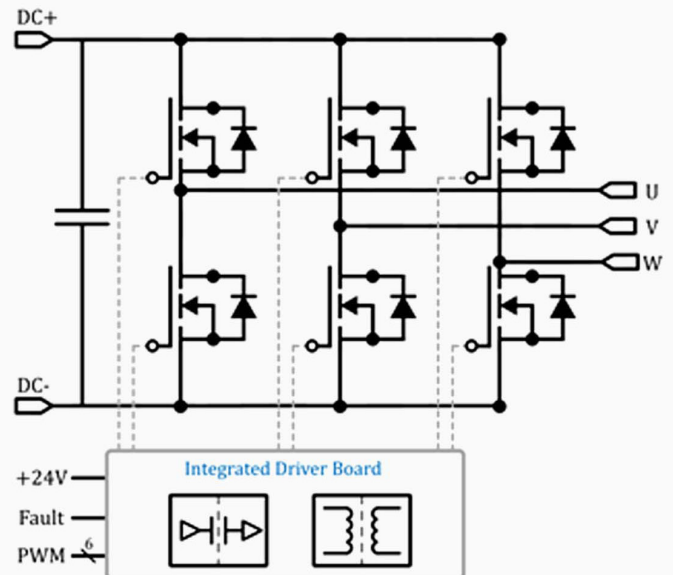 DC+
U
V
W
DC-
Integrated Driver Board
+24V
Fault
PWM
6